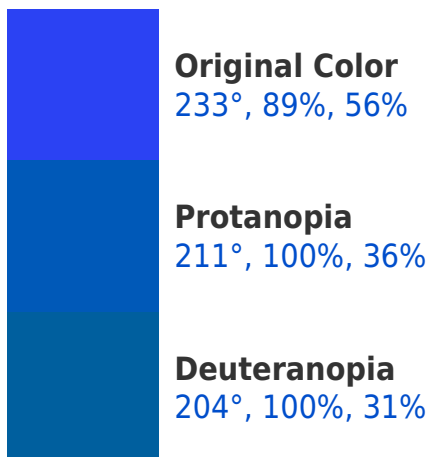 Original Color
233°, 89%, 56%
Protanopia
211°, 100%, 36%
Deuteranopia
204°, 100%, 31%